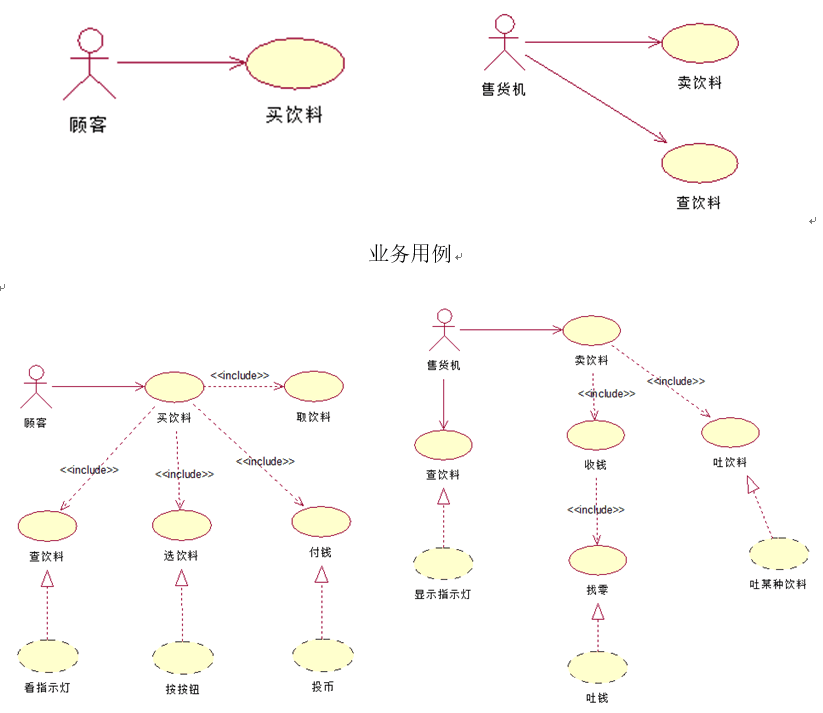 顾客
买饮料
售货机
卖饮料
查饮料
业务用例
顾客
买饮料
<<include>>
取饮料
<<include>>
<<include>>
<<include>>
查饮料
选饮料
付钱
看指示灯
按按钮
投币
售货机
卖饮料
<<include>>
<<include>>
查饮料
收钱
吐饮料
<<include>>
显示指示灯
找零
吐某种饮料
吐钱